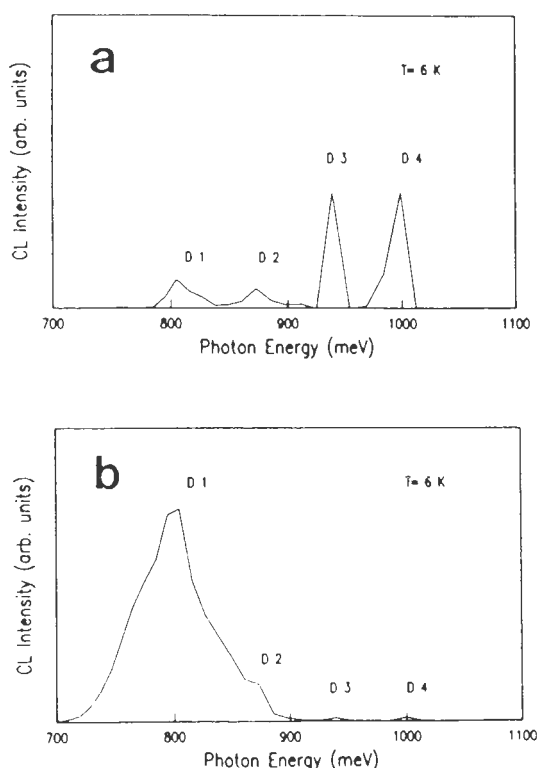 a
T= 6 K
CL Intensity (arb. units)
D 1
D 2
D 3
D 4
700
800
900
1000
1100
Photon Energy (meV)
b
T= 6 K
CL Intensity (arb. units)
D 1
D 2
D 3
D 4
700
800
900
1000
1100
Photon Energy (meV)